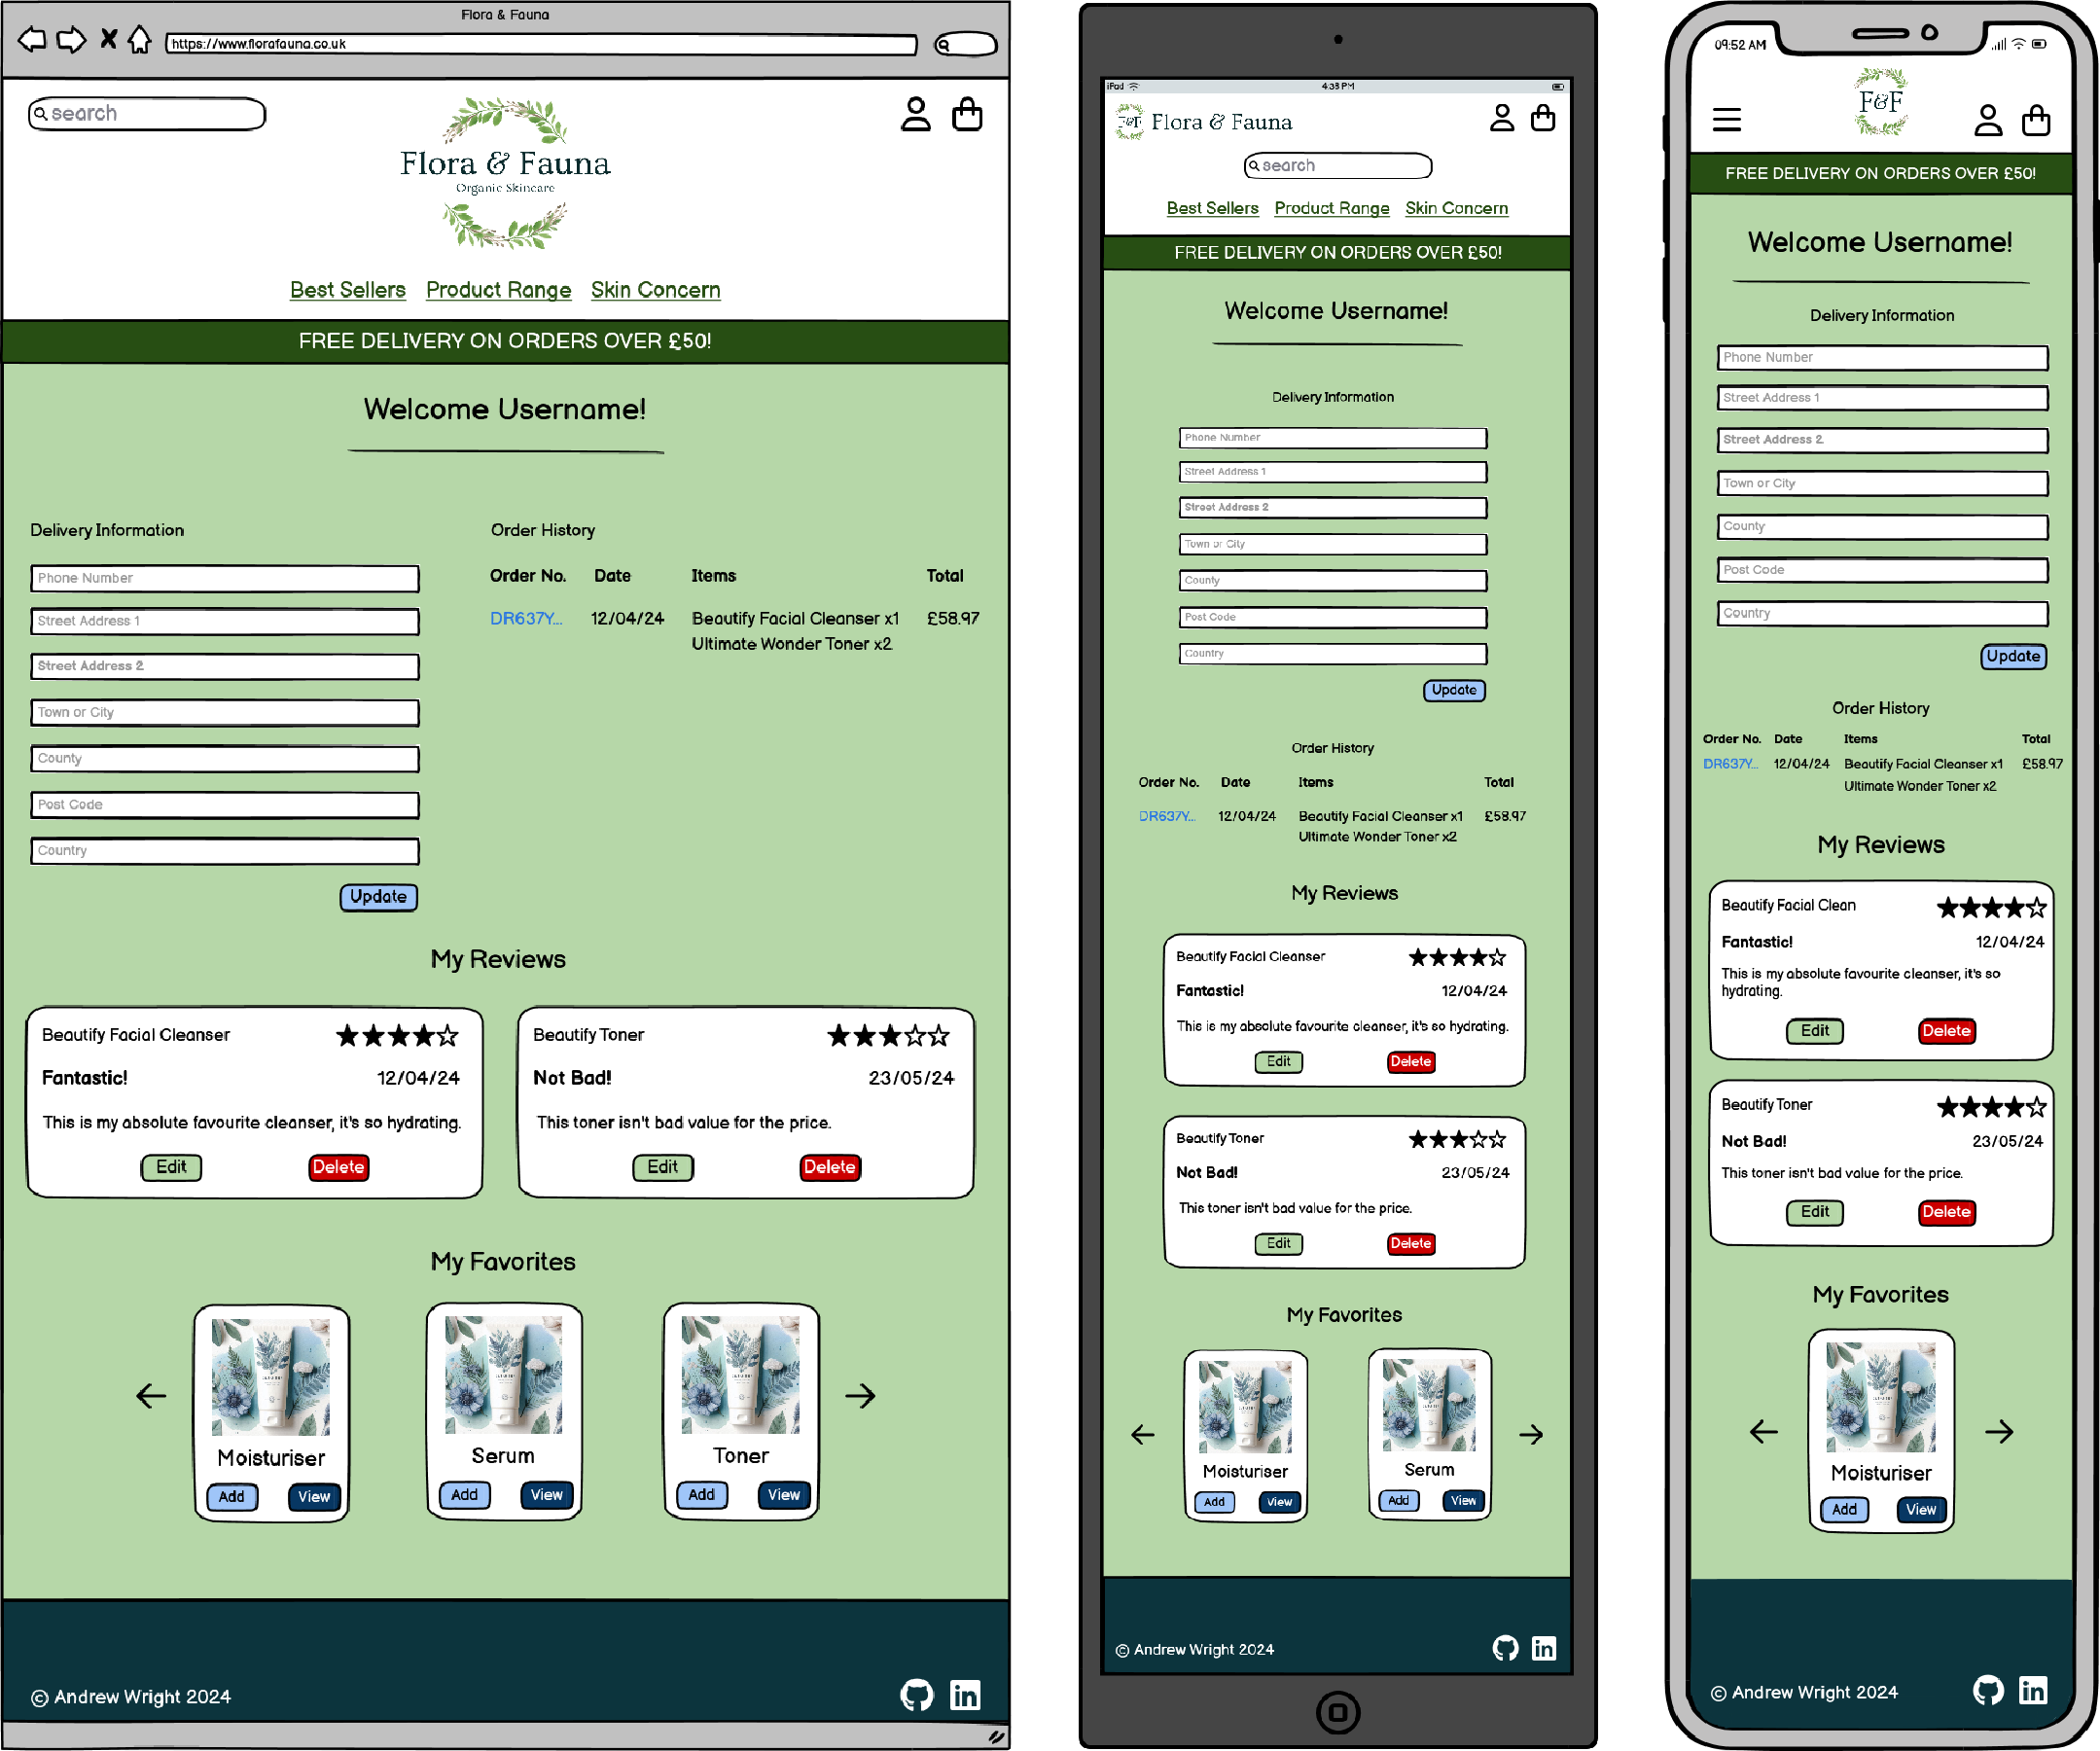 Flora & Fauna
https://www.florafauna.co.uk
search
Flora & Fauna
Organic Skincare
Best Sellers Product Range Skin Concern
FREE DELIVERY ON ORDERS OVER £50!
Welcome Username!
Delivery Information
Phone Number
Street Address 1
Street Address 2
Town or City
County
Post Code
Country
Update
Order History
Order No. Date Items Total
DR637Y... 12/04/24 Beautify Facial Cleanser x1 £58.97
Ultimate Wonder Toner x2
My Reviews
Beautify Facial Cleanser
Fantastic! 12/04/24
This is my absolute favourite cleanser, it's so hydrating.
Edit Delete
Beautify Toner
Not Bad! 23/05/24
This toner isn't bad value for the price.
Edit Delete
My Favorites
Moisturiser
Add View
Serum
Add View
Toner
Add View
© Andrew Wright 2024
in
iPad 4:38 PM
F&F Flora & Fauna
search
Best Sellers Product Range Skin Concern
FREE DELIVERY ON ORDERS OVER £50!
Welcome Username!
Delivery Information
Phone Number
Street Address 1
Street Address 2
Town or City
County
Post Code
Country
Update
Order History
Order No. Date Items Total
DR637Y... 12/04/24 Beautify Facial Cleanser x1 £58.97
Ultimate Wonder Toner x2
My Reviews
Beautify Facial Cleanser
Fantastic! 12/04/24
This is my absolute favourite cleanser, it's so hydrating.
Edit Delete
Beautify Toner
Not Bad! 23/05/24
This toner isn't bad value for the price.
Edit Delete
My Favorites
Moisturiser
Add View
Serum
Add View
© Andrew Wright 2024
in
09:52 AM
F&F
FREE DELIVERY ON ORDERS OVER £50!
Welcome Username!
Delivery Information
Phone Number
Street Address 1
Street Address 2
Town or City
County
Post Code
Country
Update
Order History
Order No. Date Items Total
DR637Y... 12/04/24 Beautify Facial Cleanser x1 £58.97
Ultimate Wonder Toner x2
My Reviews
Beautify Facial Clean
Fantastic! 12/04/24
This is my absolute favourite cleanser, it's so
hydrating.
Edit Delete
Beautify Toner
Not Bad! 23/05/24
This toner isn't bad value for the price.
Edit Delete
My Favorites
Moisturiser
Add View
© Andrew Wright 2024
in